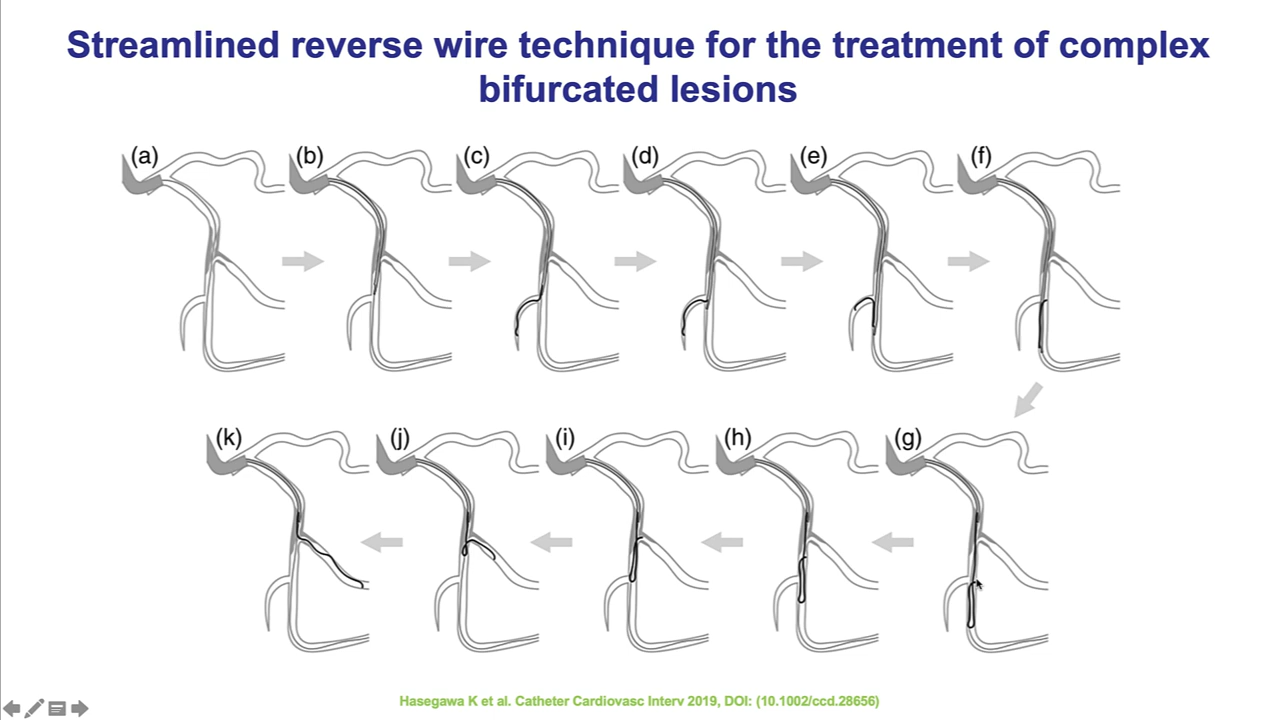 Streamlined reverse wire technique for the treatment of complex
bifurcated lesions
(a) (b) (c) (d) (e) (f)
(k) (j) (i) (h) (g)
Hasegawa K et al. Catheter Cardiovasc Interv 2019, DOI: (10.1002/ccd.28656)